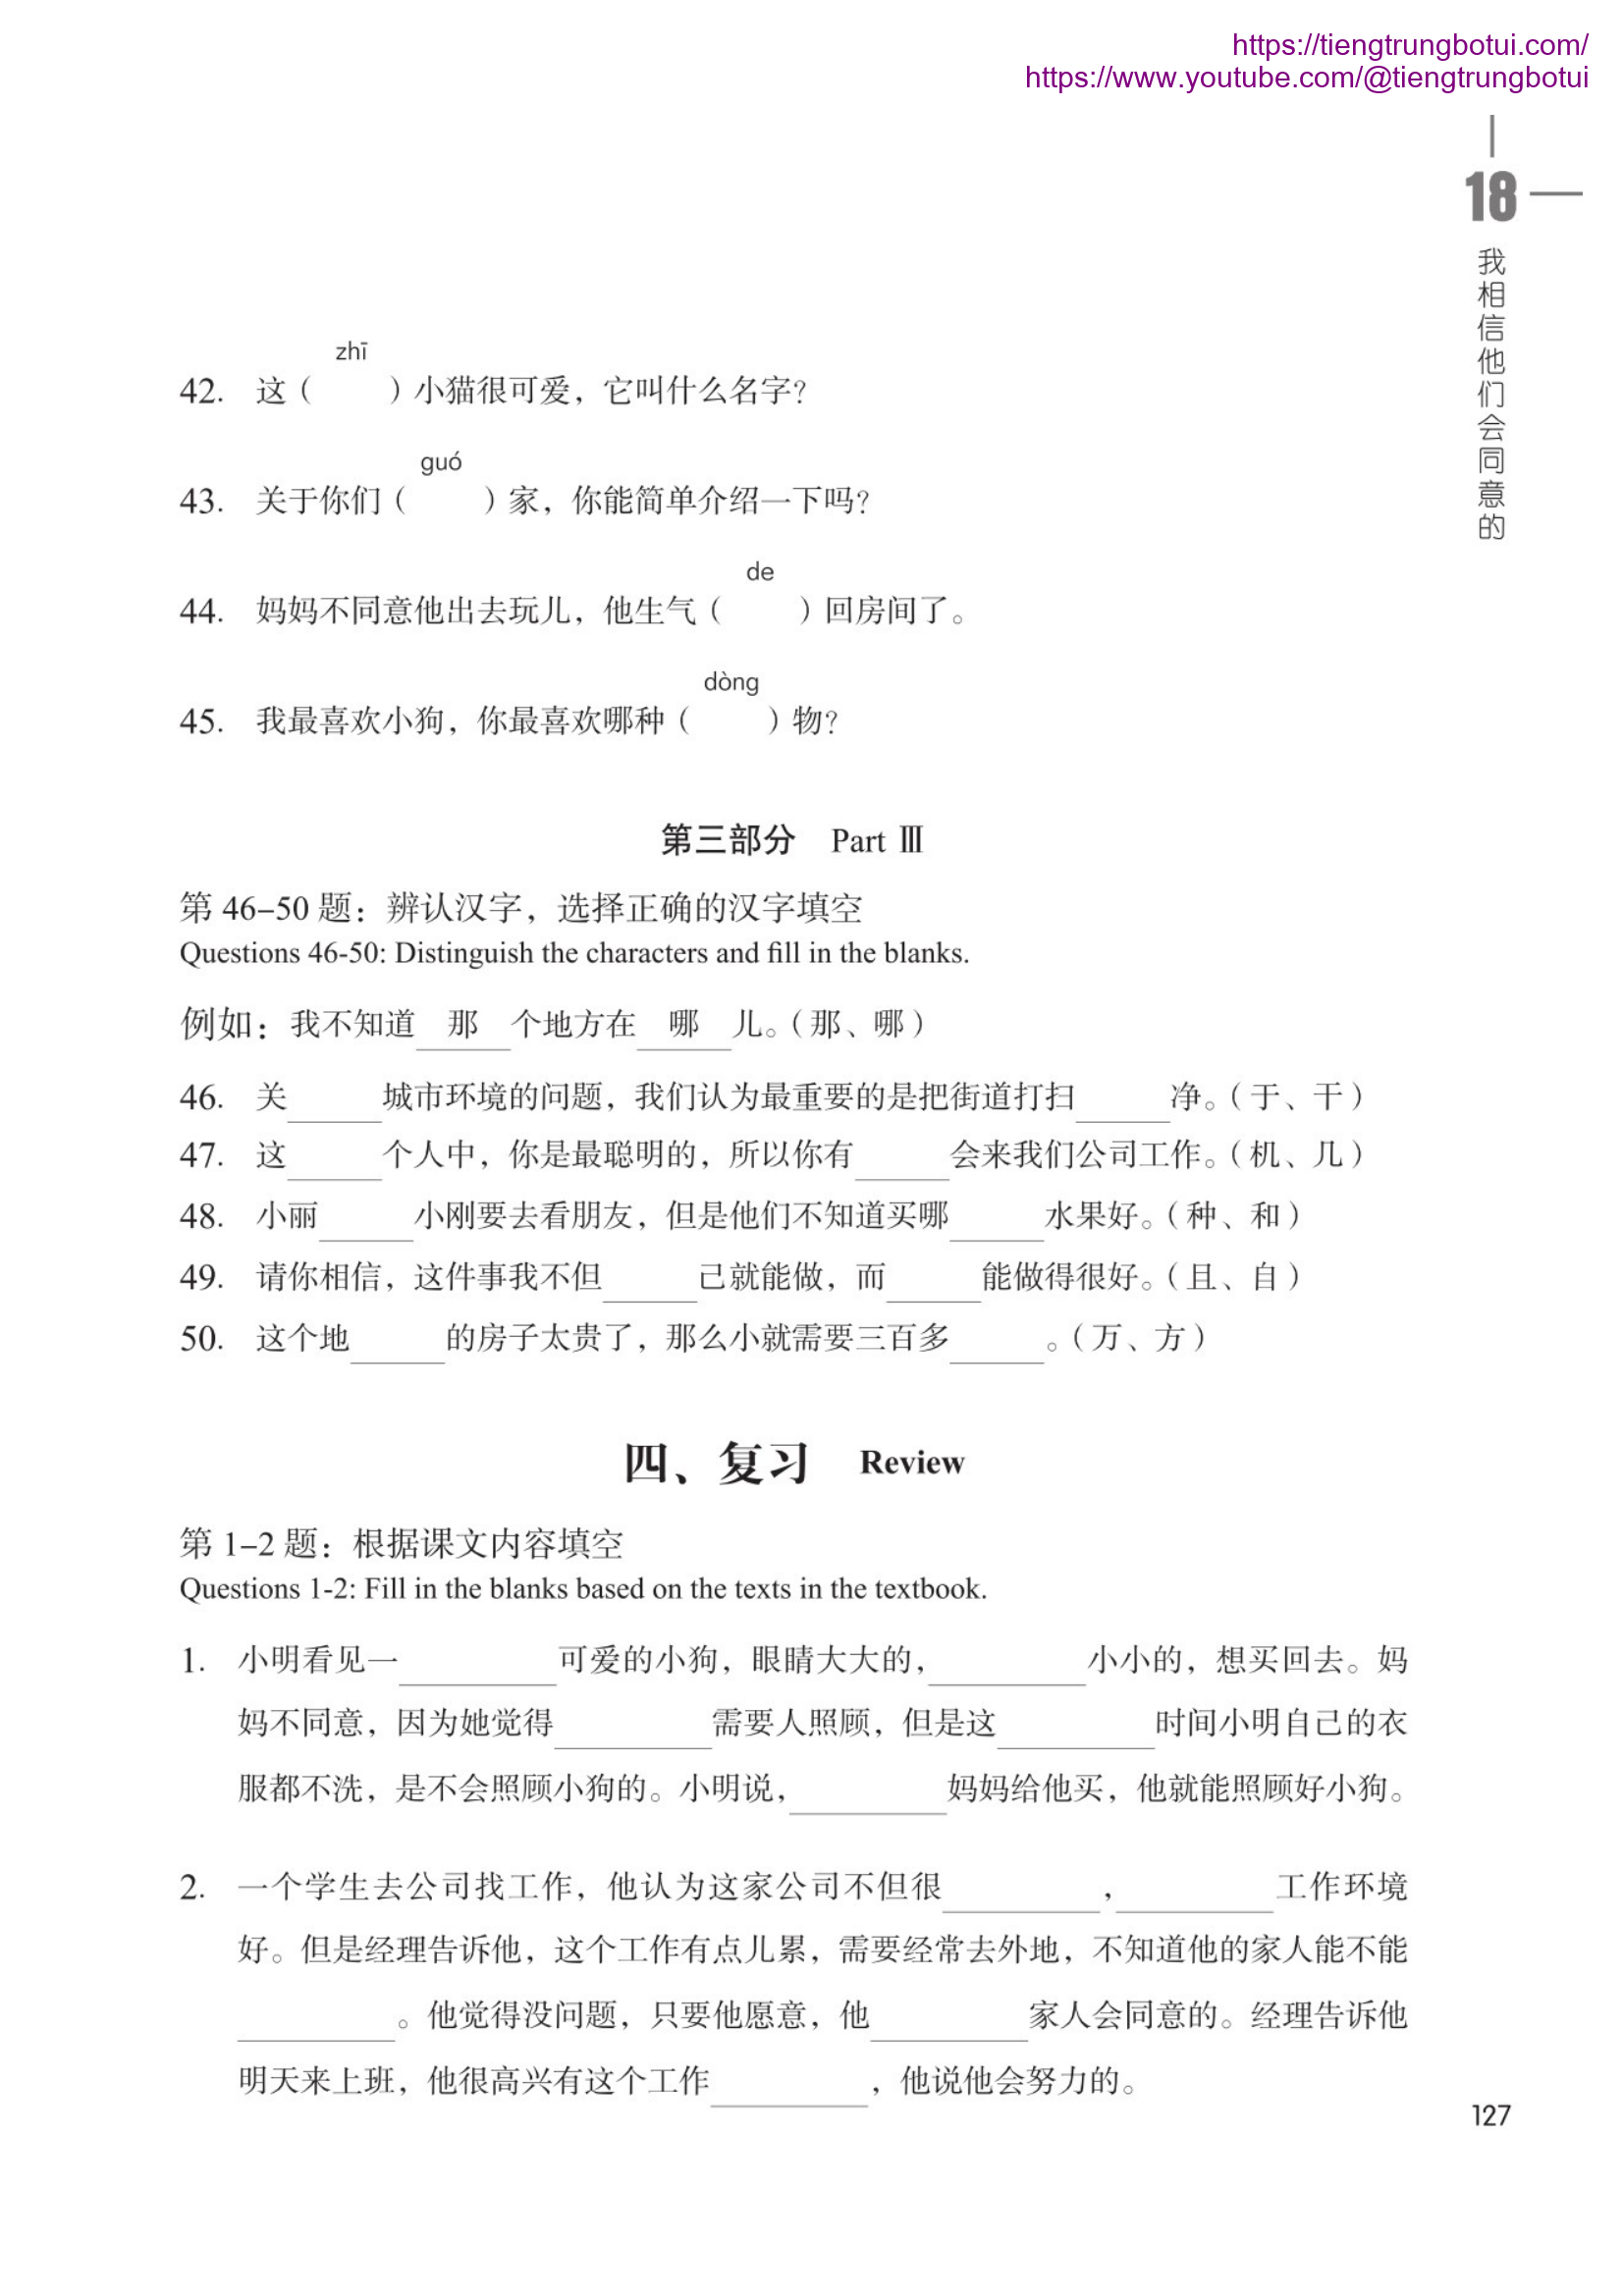 https://tiengtrungbotui.com/
https://www.youtube.com/@tiengtrungbotui
18
我相信他们会同意的
zhī
42. 这（　　）小猫很可爱，它叫什么名字？
guó
43. 关于你们（　　）家，你能简单介绍一下吗？
de
44. 妈妈不同意他出去玩儿，他生气（　　）回房间了。
dòng
45. 我最喜欢小狗，你最喜欢哪种（　　）物？
第三部分　Part Ⅲ
第 46–50 题：辨认汉字，选择正确的汉字填空
Questions 46-50: Distinguish the characters and fill in the blanks.
例如：我不知道 那 个地方在 哪 儿。（那、哪）
46. 关______城市环境的问题，我们认为最重要的是把街道打扫______净。（于、干）
47. 这______个人中，你是最聪明的，所以你有______会来我们公司工作。（机、几）
48. 小丽______小刚要去看朋友，但是他们不知道买哪______水果好。（种、和）
49. 请你相信，这件事我不但______己就能做，而______能做得很好。（且、自）
50. 这个地______的房子太贵了，那么小就需要三百多______。（万、方）
四、复习　Review
第 1–2 题：根据课文内容填空
Questions 1-2: Fill in the blanks based on the texts in the textbook.
1. 小明看见一__________可爱的小狗，眼睛大大的，__________小小的，想买回去。妈
妈不同意，因为她觉得__________需要人照顾，但是这__________时间小明自己的衣
服都不洗，是不会照顾小狗的。小明说，__________妈妈给他买，他就能照顾好小狗。
2. 一个学生去公司找工作，他认为这家公司不但很__________，__________工作环境
好。但是经理告诉他，这个工作有点儿累，需要经常去外地，不知道他的家人能不能
__________。他觉得没问题，只要他愿意，他__________家人会同意的。经理告诉他
明天来上班，他很高兴有这个工作__________，他说他会努力的。
127